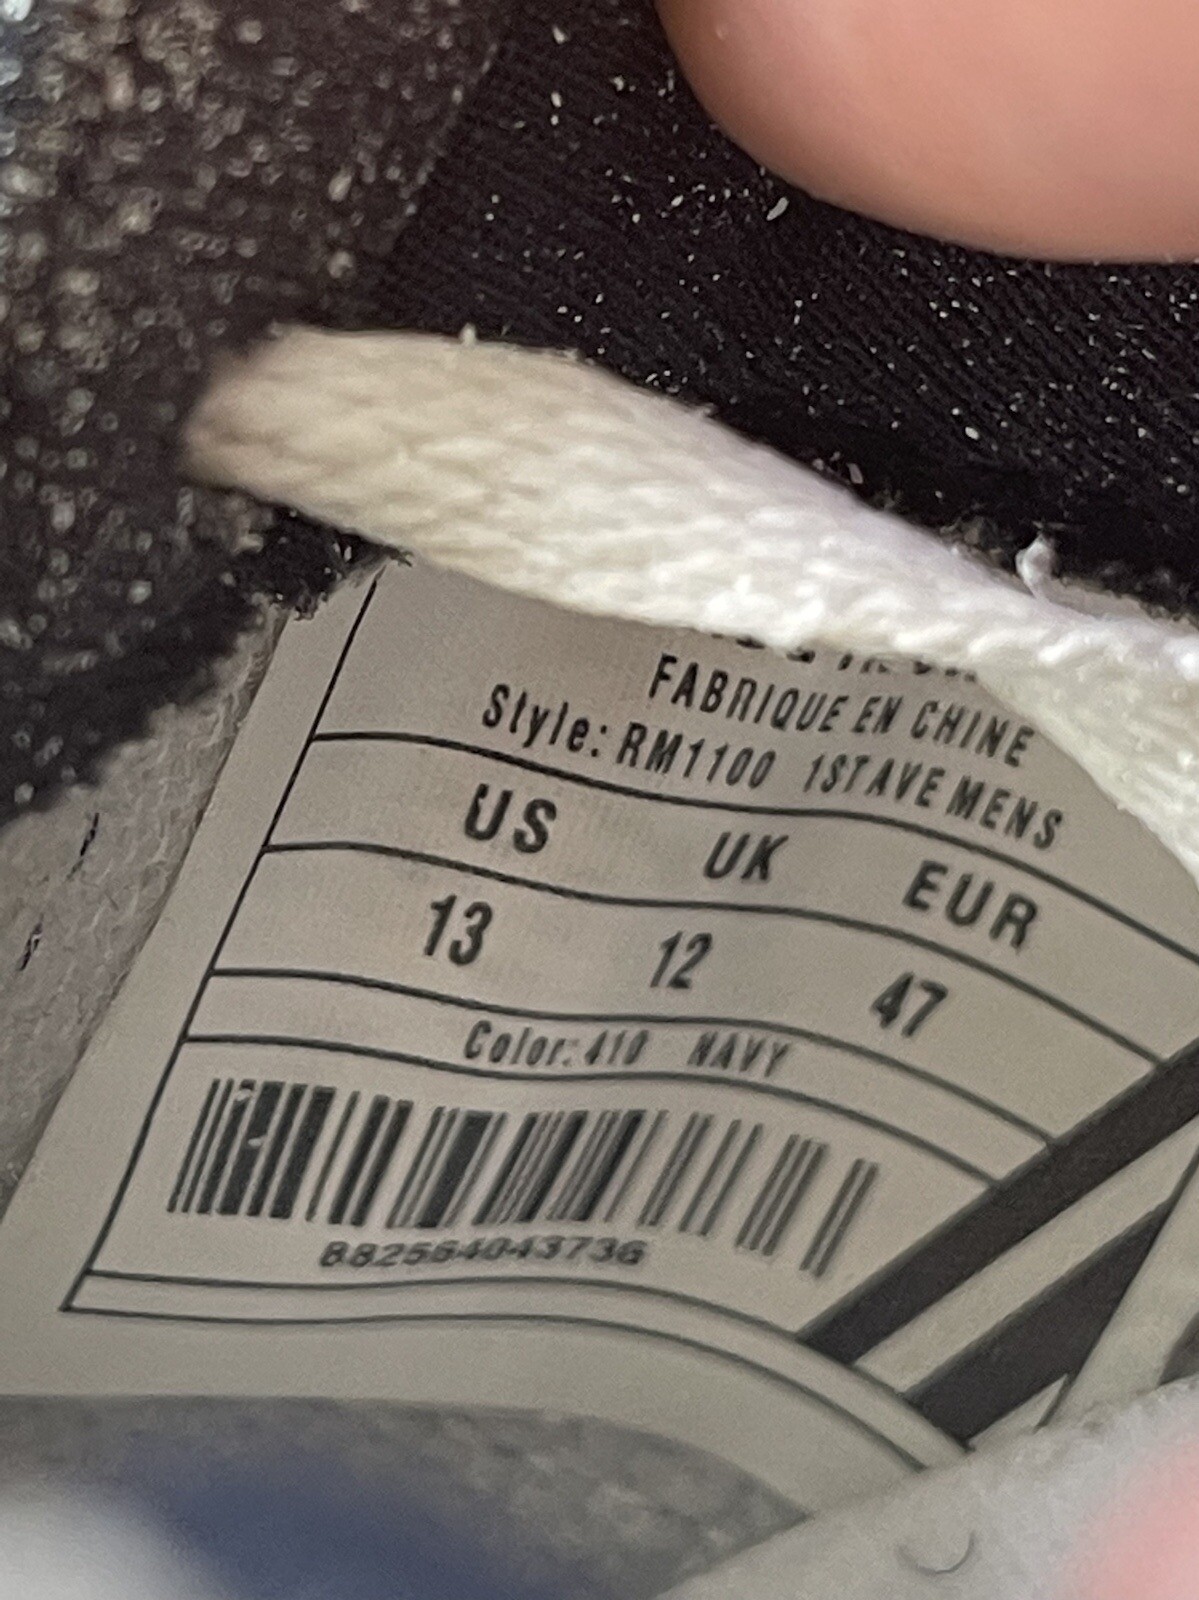 FABRIQUE EN CHINE
Style: RM1100 1ST AVE MENS
US UK EUR
13 12 47
Color: 410 NAVY
882564043736